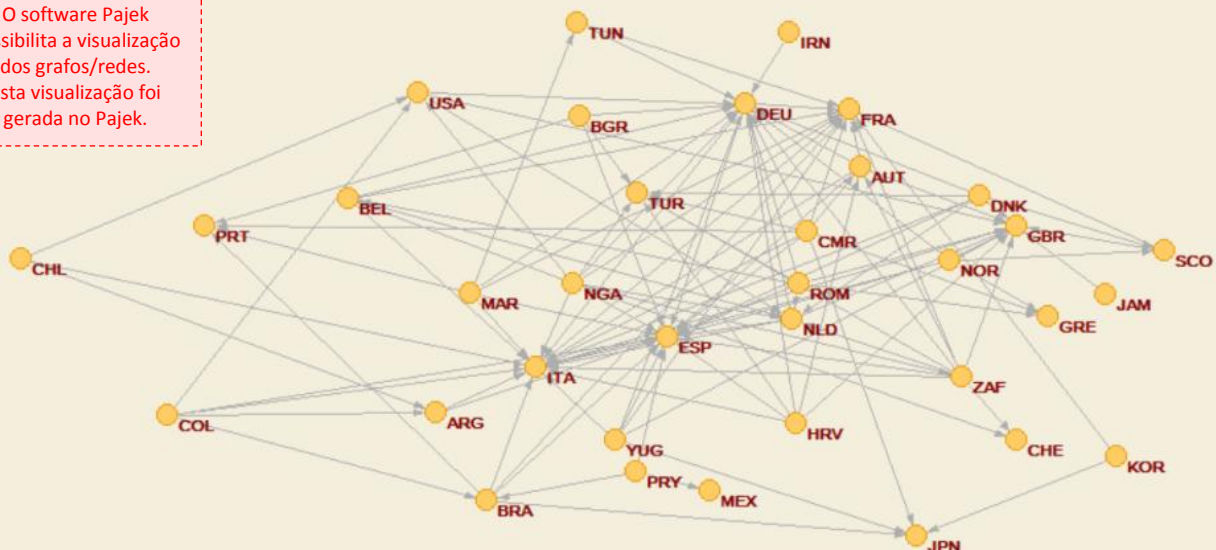 O software Pajek
ssibilita a visualização
dos grafos/redes.
sta visualização foi
gerada no Pajek.
TUN
IRN
USA
DEU
FRA
BGR
AUT
TUR
DNK
BEL
PRT
CMR
GBR
SCO
CHL
NOR
MAR
NGA
ROM
JAM
GRE
NLD
ESP
ITA
ZAF
COL
ARG
HRV
YUG
CHE
KOR
PRY
MEX
BRA
JPN